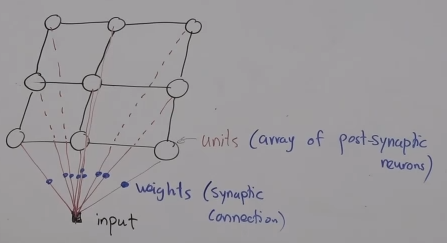 units (array of post-synaptic
neurons)
weights (synaptic
connection)
input